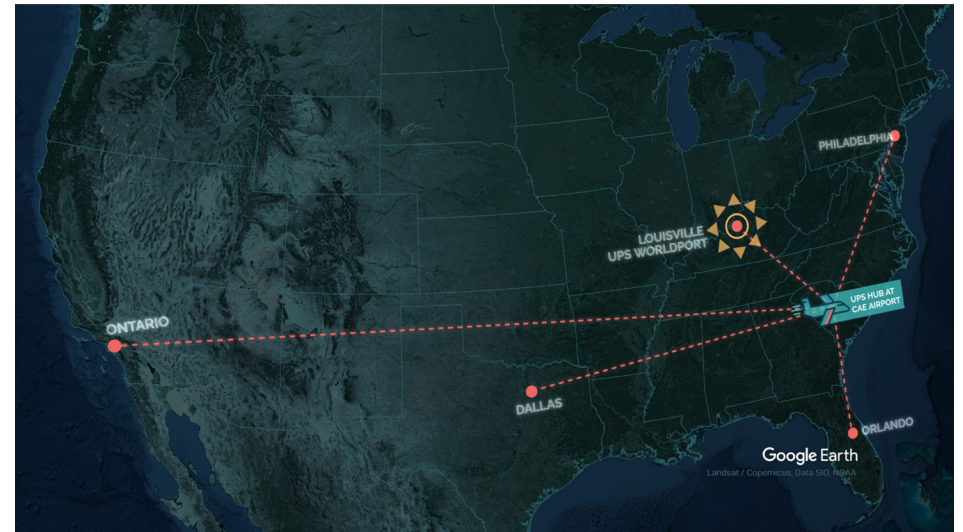 PHILADELPHIA
LOUISVILLE
UPS WORLDPORT
UPS HUB AT
CAE AIRPORT
ONTARIO
DALLAS
ORLANDO
Google Earth
Landsat / Copernicus, Data SIO, NOAA